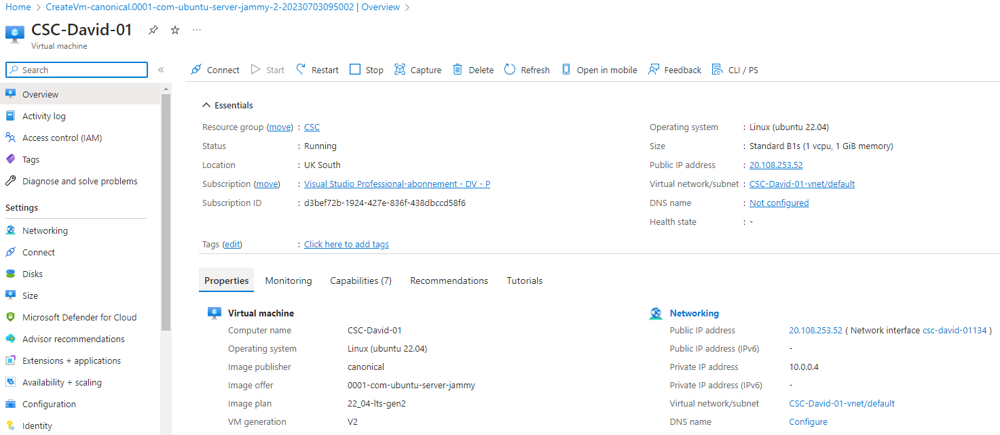 Home > CreateVm-canonical.0001-com-ubuntu-server-jammy-2-20230703095002 | Overview >
CSC-David-01
Virtual machine
Search
Connect Start Restart Stop Capture Delete Refresh Open in mobile Feedback CLI / PS
Overview
Activity log
Access control (IAM)
Tags
Diagnose and solve problems
Settings
Networking
Connect
Disks
Size
Microsoft Defender for Cloud
Advisor recommendations
Extensions + applications
Availability + scaling
Configuration
Identity
Essentials
Resource group (move) : CSC
Status : Running
Location : UK South
Subscription (move) : Visual Studio Professional-abonnement - DV - P
Subscription ID : d3bef72b-1924-427e-836f-438dbccd58f6
Operating system : Linux (ubuntu 22.04)
Size : Standard B1s (1 vcpu, 1 GiB memory)
Public IP address : 20.108.253.52
Virtual network/subnet : CSC-David-01-vnet/default
DNS name : Not configured
Health state : -
Tags (edit) : Click here to add tags
Properties Monitoring Capabilities (7) Recommendations Tutorials
Virtual machine
Computer name CSC-David-01
Operating system Linux (ubuntu 22.04)
Image publisher canonical
Image offer 0001-com-ubuntu-server-jammy
Image plan 22_04-lts-gen2
VM generation V2
Networking
Public IP address 20.108.253.52 ( Network interface csc-david-01134 )
Public IP address (IPv6) -
Private IP address 10.0.0.4
Private IP address (IPv6) -
Virtual network/subnet CSC-David-01-vnet/default
DNS name Configure